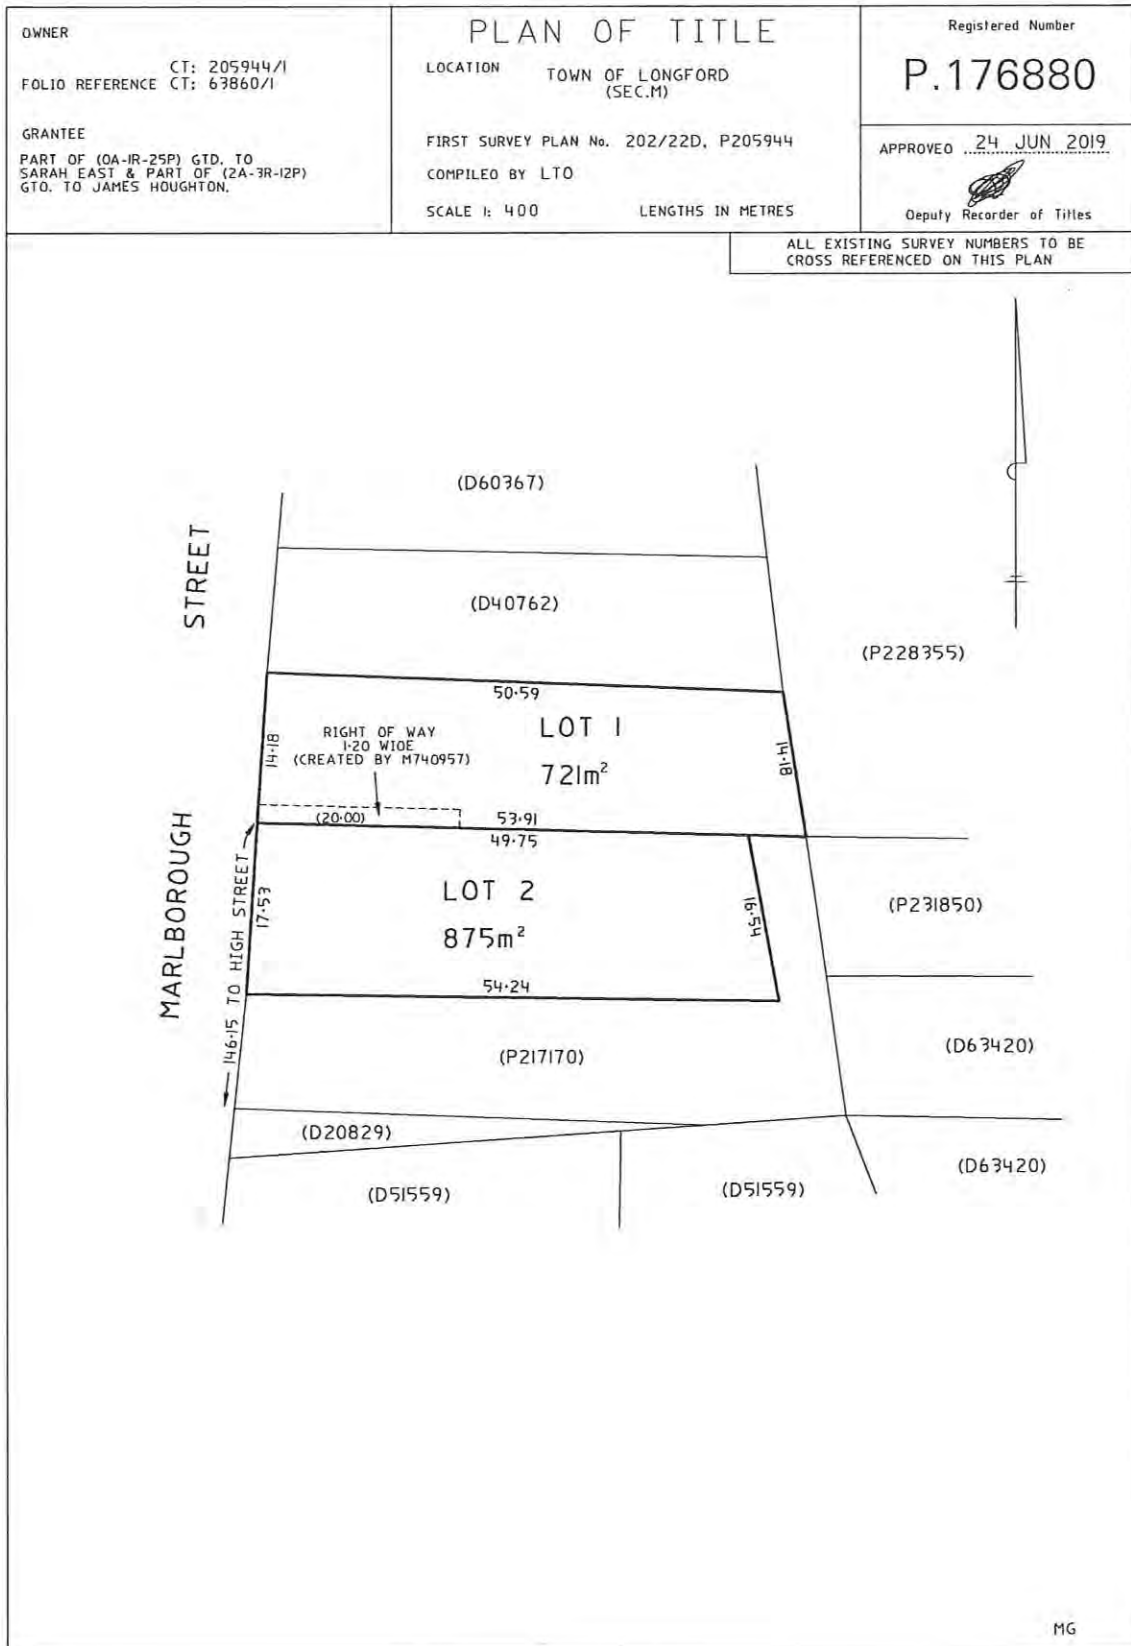 OWNER
CT: 205944/1
FOLIO REFERENCE CT: 63860/1
GRANTEE
PART OF (0A-1R-25P) GTD. TO
SARAH EAST & PART OF (2A-3R-12P)
GTD. TO JAMES HOUGHTON.
PLAN OF TITLE
LOCATION TOWN OF LONGFORD
(SEC.M)
FIRST SURVEY PLAN No. 202/22D, P205944
COMPILED BY LTO
SCALE 1: 400 LENGTHS IN METRES
Registered Number
P.176880
APPROVED 24 JUN 2019
Deputy Recorder of Titles
ALL EXISTING SURVEY NUMBERS TO BE
CROSS REFERENCED ON THIS PLAN
(D60367)
STREET
(D40762)
(P228355)
50·59
LOT 1
721m²
14·18
RIGHT OF WAY
1·20 WIDE
(CREATED BY M740957)
14·18
(20·00)
53·91
49·75
MARLBOROUGH
146·15 TO HIGH STREET
17·53
LOT 2
875m²
16·54
(P231850)
54·24
(P217170)
(D63420)
(D20829)
(D51559)
(D51559)
(D63420)
MG